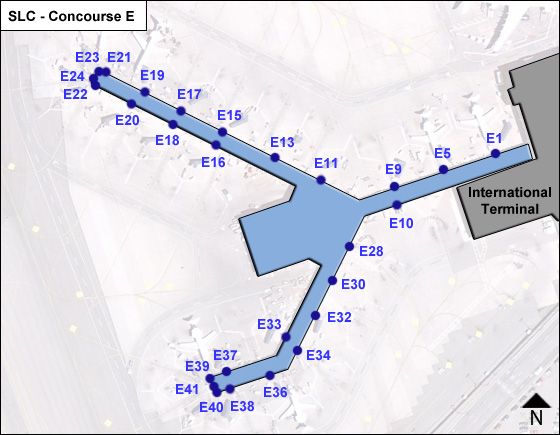 SLC - Concourse E
E23
E21
E24
E22
E19
E20
E17
E18
E15
E16
E13
E11
E9
E5
E1
E10
International
Terminal
E28
E30
E32
E33
E34
E37
E39
E41
E40
E38
E36
N